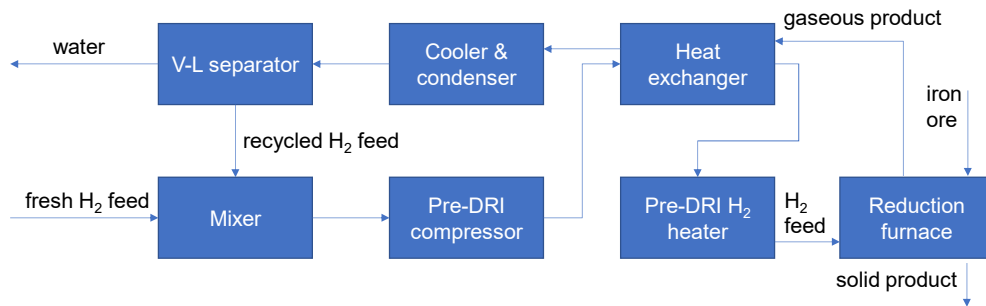 gaseous product
water
V-L separator
Cooler &
condenser
Heat
exchanger
iron
ore
recycled H₂ feed
fresh H₂ feed
Mixer
Pre-DRI
compressor
Pre-DRI H₂
heater
H₂
feed
Reduction
furnace
solid product